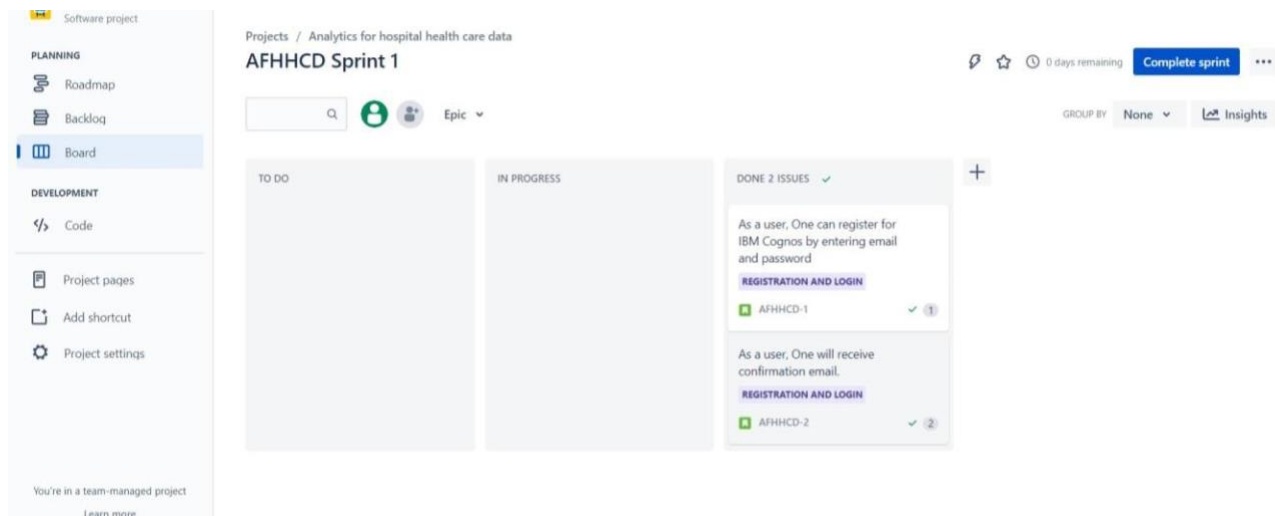 Software project
PLANNING
Roadmap
Backlog
Board
DEVELOPMENT
Code
Project pages
Add shortcut
Project settings
You're in a team-managed project
Learn more
Projects / Analytics for hospital health care data
AFHHCD Sprint 1
0 days remaining
Complete sprint
Epic
GROUP BY
None
Insights
TO DO
IN PROGRESS
DONE 2 ISSUES
As a user, One can register for
IBM Cognos by entering email
and password
REGISTRATION AND LOGIN
AFHHCD-1
1
As a user, One will receive
confirmation email.
REGISTRATION AND LOGIN
AFHHCD-2
2